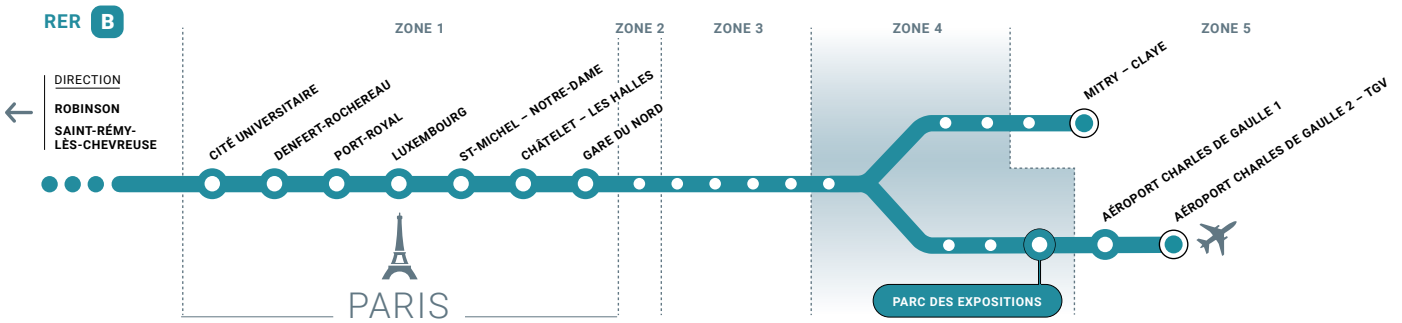 RER B
ZONE 1
ZONE 2
ZONE 3
ZONE 4
ZONE 5
DIRECTION
ROBINSON
SAINT-RÉMY-
LÈS-CHEVREUSE
CITÉ UNIVERSITAIRE
DENFERT-ROCHEREAU
PORT-ROYAL
LUXEMBOURG
ST-MICHEL – NOTRE-DAME
CHÂTELET – LES HALLES
GARE DU NORD
MITRY – CLAYE
AÉROPORT CHARLES DE GAULLE 1
AÉROPORT CHARLES DE GAULLE 2 – TGV
PARC DES EXPOSITIONS
PARIS